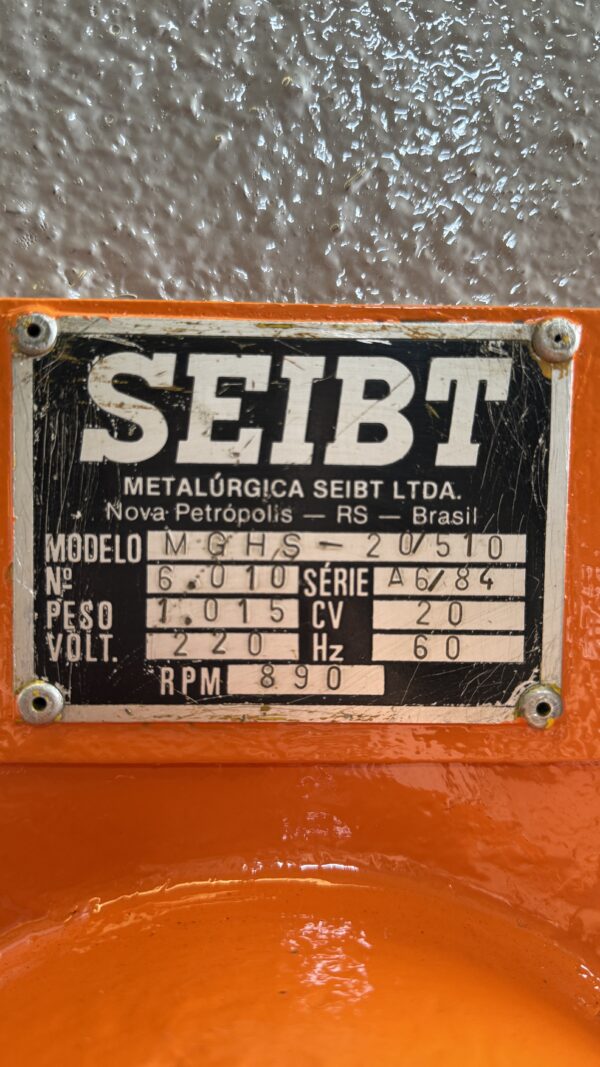 SEIBT
METALÚRGICA SEIBT LTDA.
Nova Petrópolis — RS — Brasil
MODELO MGHS-20/510
Nº 6.010 SÉRIE A6/84
PESO 1.015 CV 20
VOLT. 220 Hz 60
RPM 890